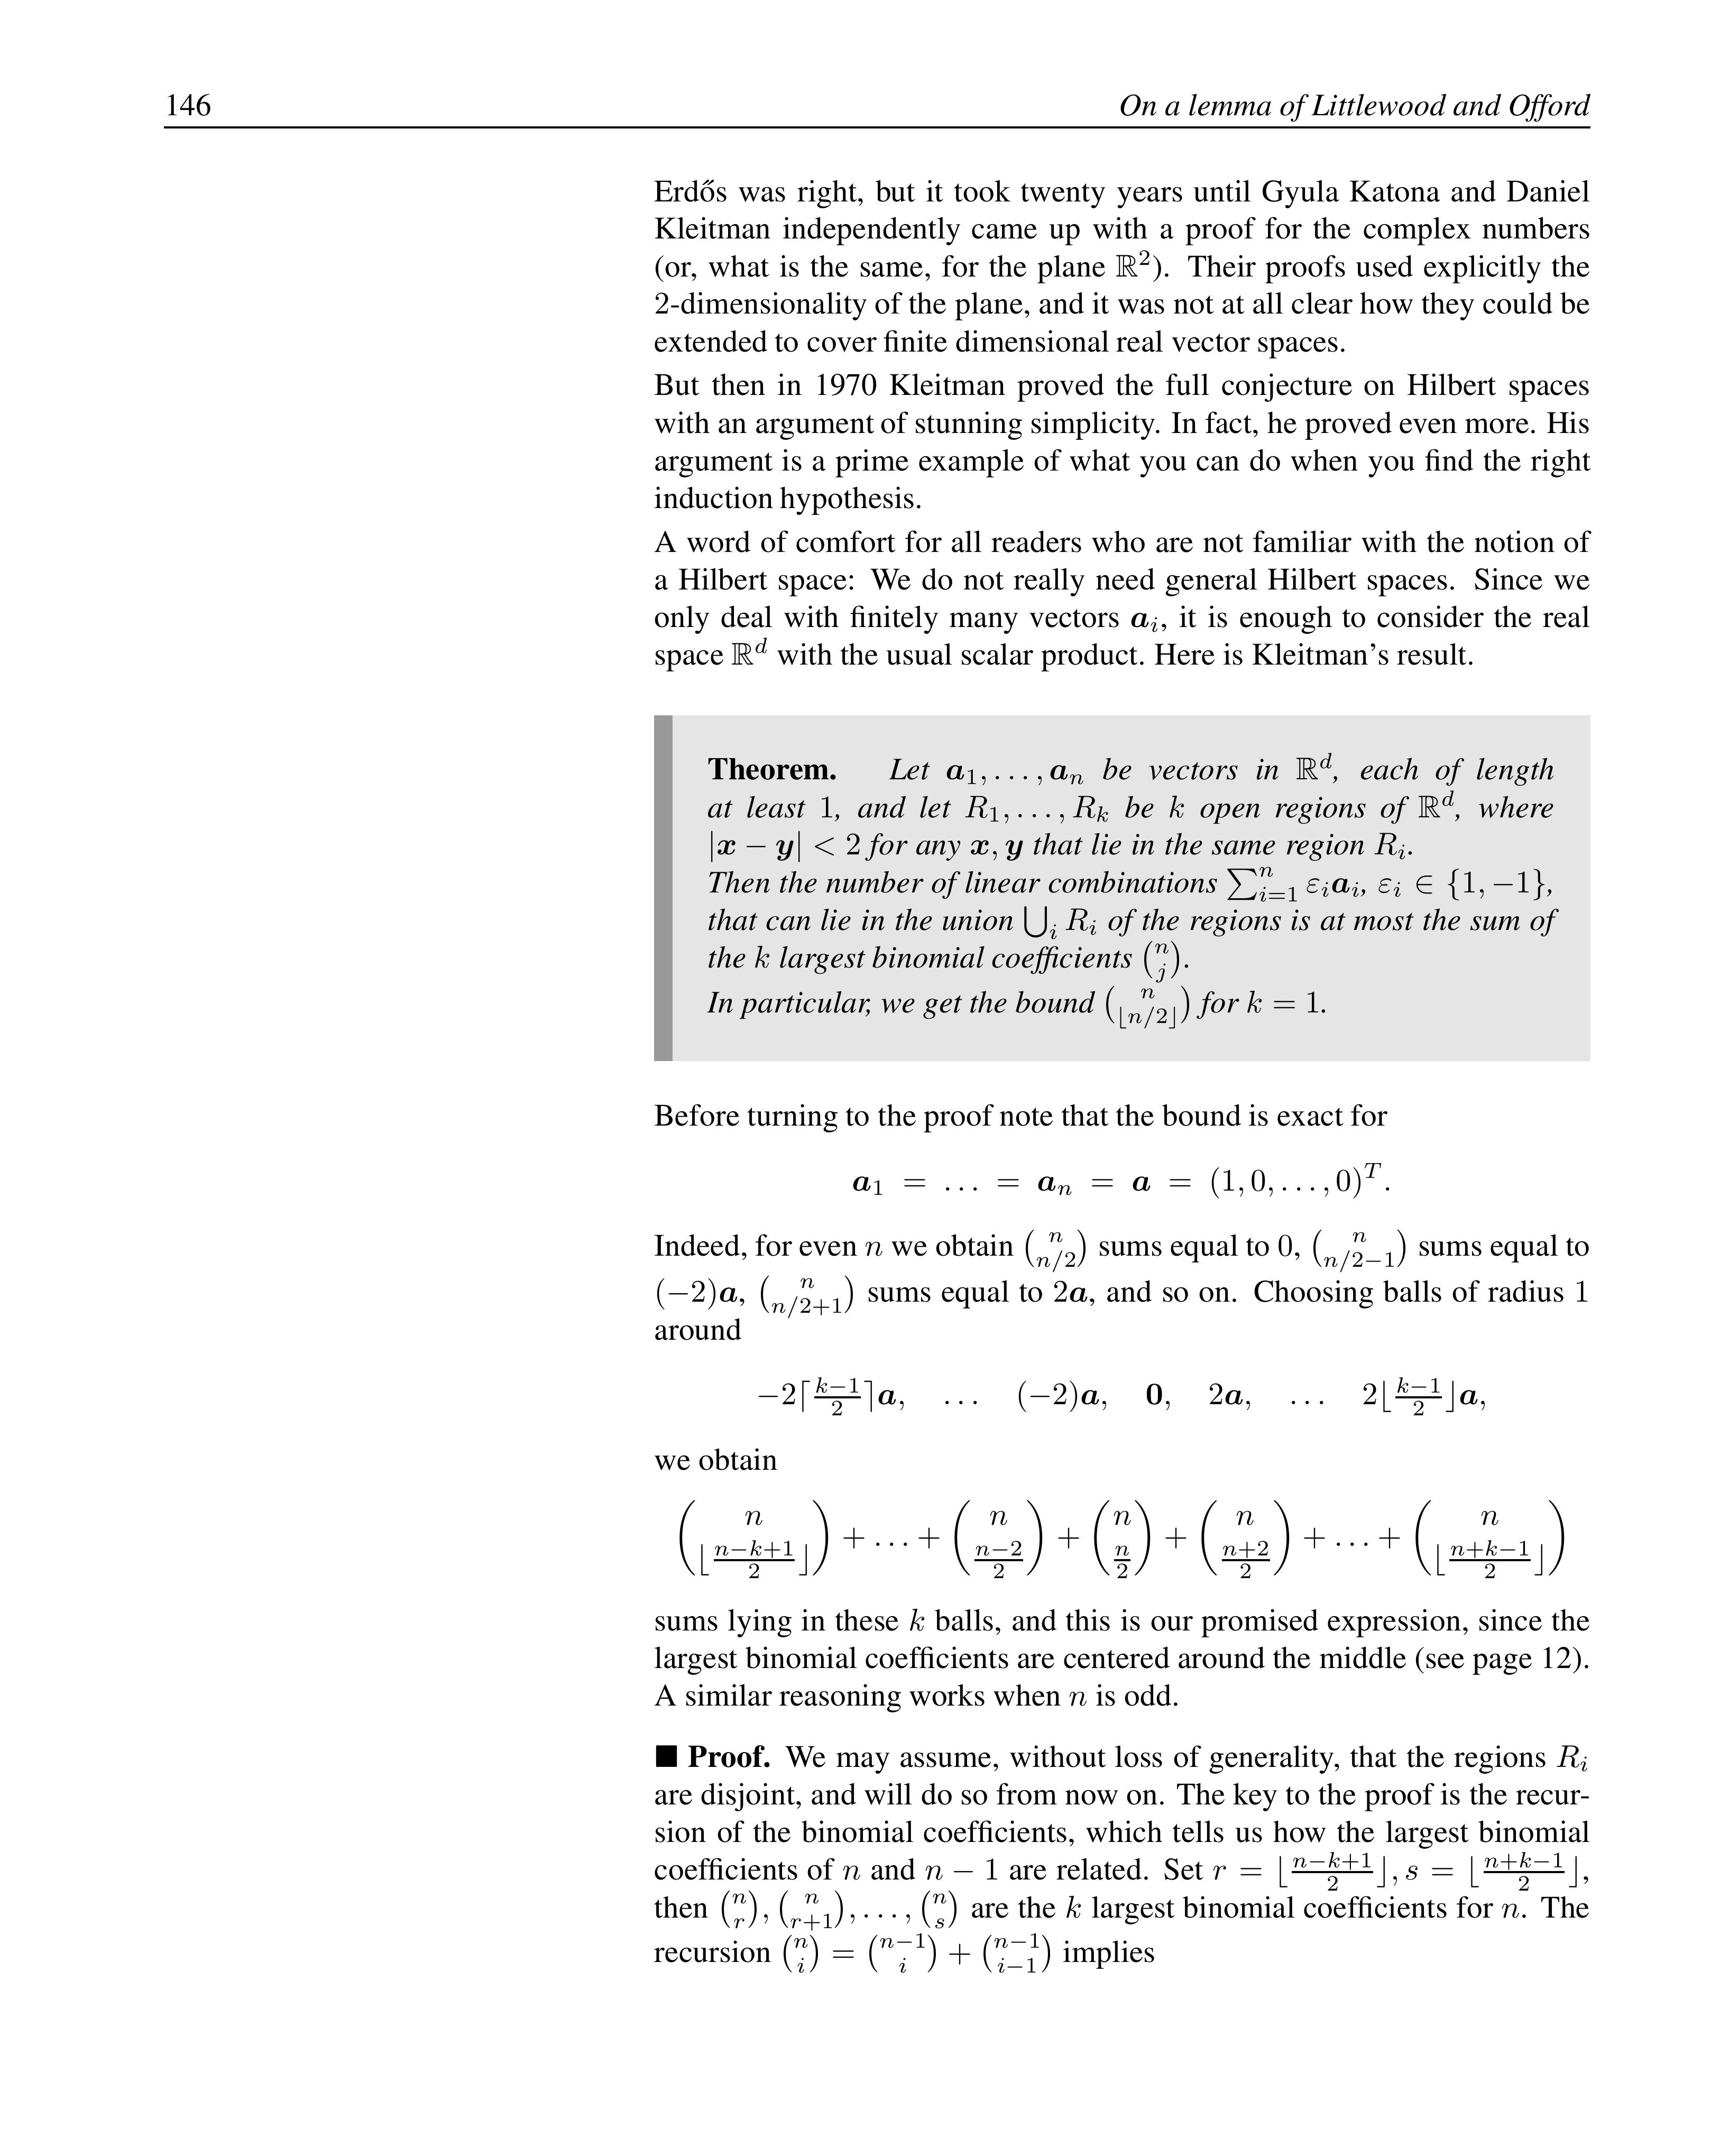 146 On a lemma of Littlewood and Offord
Erdős was right, but it took twenty years until Gyula Katona and Daniel
Kleitman independently came up with a proof for the complex numbers
(or, what is the same, for the plane ℝ²). Their proofs used explicitly the
2-dimensionality of the plane, and it was not at all clear how they could be
extended to cover finite dimensional real vector spaces.
But then in 1970 Kleitman proved the full conjecture on Hilbert spaces
with an argument of stunning simplicity. In fact, he proved even more. His
argument is a prime example of what you can do when you find the right
induction hypothesis.
A word of comfort for all readers who are not familiar with the notion of
a Hilbert space: We do not really need general Hilbert spaces. Since we
only deal with finitely many vectors $\boldsymbol{a}_i$, it is enough to consider the real
space $\mathbb{R}^d$ with the usual scalar product. Here is Kleitman's result.
Theorem. Let $\boldsymbol{a}_1, \ldots, \boldsymbol{a}_n$ be vectors in $\mathbb{R}^d$, each of length
at least 1, and let $R_1, \ldots, R_k$ be $k$ open regions of $\mathbb{R}^d$, where
$|\boldsymbol{x} - \boldsymbol{y}| < 2$ for any $\boldsymbol{x}, \boldsymbol{y}$ that lie in the same region $R_i$.
Then the number of linear combinations $\sum_{i=1}^n \varepsilon_i \boldsymbol{a}_i$, $\varepsilon_i \in \{1, -1\}$,
that can lie in the union $\bigcup_i R_i$ of the regions is at most the sum of
the $k$ largest binomial coefficients $\binom{n}{j}$.
In particular, we get the bound $\binom{n}{\lfloor n/2 \rfloor}$ for $k = 1$.
Before turning to the proof note that the bound is exact for
$\boldsymbol{a}_1 = \ldots = \boldsymbol{a}_n = \boldsymbol{a} = (1, 0, \ldots, 0)^T.$
Indeed, for even $n$ we obtain $\binom{n}{n/2}$ sums equal to 0, $\binom{n}{n/2-1}$ sums equal to
$(-2)\boldsymbol{a}$, $\binom{n}{n/2+1}$ sums equal to $2\boldsymbol{a}$, and so on. Choosing balls of radius 1
around
$-2\lceil \frac{k-1}{2} \rceil \boldsymbol{a}, \quad \ldots \quad (-2)\boldsymbol{a}, \quad \boldsymbol{0}, \quad 2\boldsymbol{a}, \quad \ldots \quad 2\lfloor \frac{k-1}{2} \rfloor \boldsymbol{a},$
we obtain
$\binom{n}{\lfloor \frac{n-k+1}{2} \rfloor} + \ldots + \binom{n}{\frac{n-2}{2}} + \binom{n}{\frac{n}{2}} + \binom{n}{\frac{n+2}{2}} + \ldots + \binom{n}{\lfloor \frac{n+k-1}{2} \rfloor}$
sums lying in these $k$ balls, and this is our promised expression, since the
largest binomial coefficients are centered around the middle (see page 12).
A similar reasoning works when $n$ is odd.
■ Proof. We may assume, without loss of generality, that the regions $R_i$
are disjoint, and will do so from now on. The key to the proof is the recur-
sion of the binomial coefficients, which tells us how the largest binomial
coefficients of $n$ and $n - 1$ are related. Set $r = \lfloor \frac{n-k+1}{2} \rfloor, s = \lfloor \frac{n+k-1}{2} \rfloor$,
then $\binom{n}{r}, \binom{n}{r+1}, \ldots, \binom{n}{s}$ are the $k$ largest binomial coefficients for $n$. The
recursion $\binom{n}{i} = \binom{n-1}{i} + \binom{n-1}{i-1}$ implies